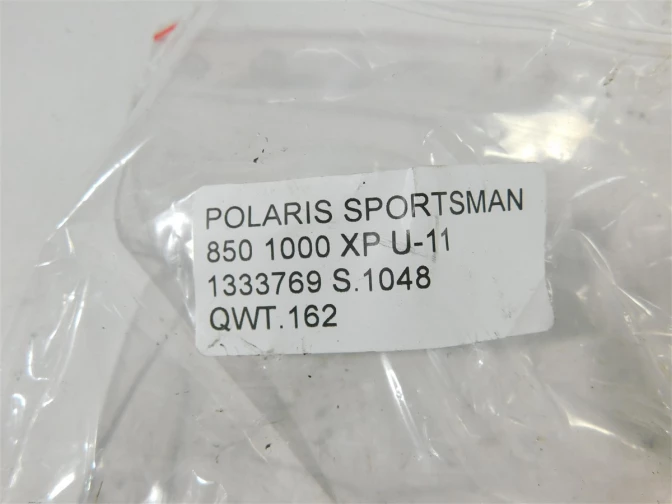 POLARIS SPORTSMAN
850 1000 XP U-11
1333769 S.1048
QWT.162